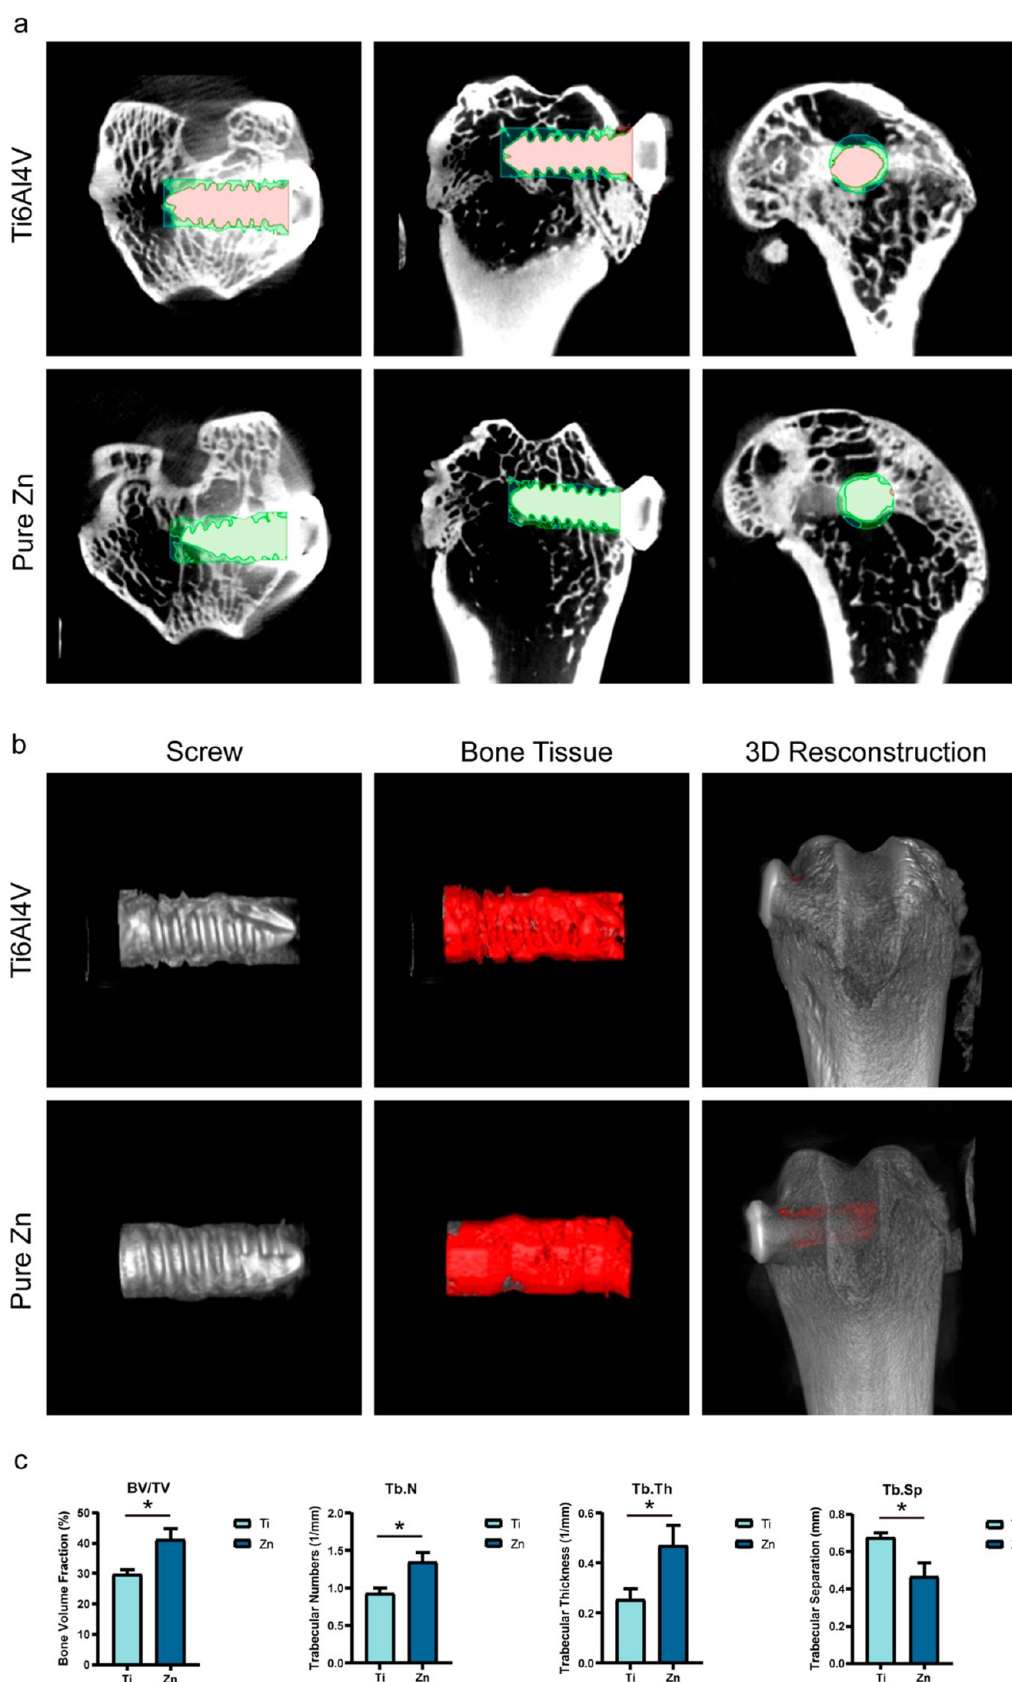 a
Ti6Al4V
Pure Zn
b
Screw Bone Tissue 3D Resconstruction
Ti6Al4V
Pure Zn
c
BV/TV
*
Bone Volume Fraction (%)
50
40
30
20
10
0
Ti Zn
Ti
Zn
Tb.N
*
Trabecular Numbers (1/mm)
2.0
1.5
1.0
0.5
0.0
Ti Zn
Ti
Zn
Tb.Th
*
Trabecular Thickness (1/mm)
0.6
0.4
0.2
0.0
Ti Zn
Ti
Zn
Tb.Sp
*
Trabecular Separation (mm)
0.8
0.6
0.4
0.2
0.0
Ti Zn